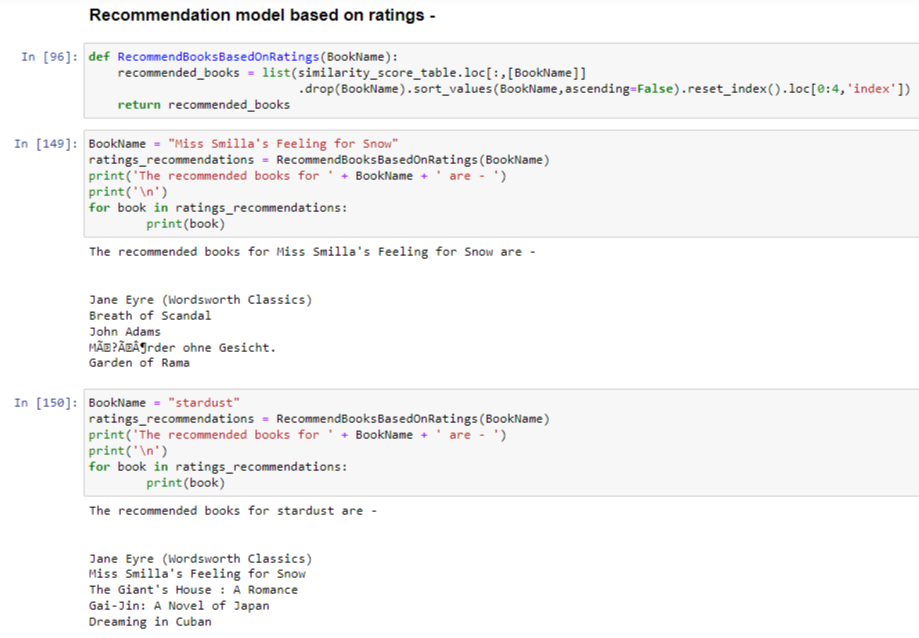 Recommendation model based on ratings -
In [96]: def RecommendBooksBasedOnRatings(BookName):
recommended_books = list(similarity_score_table.loc[:,[BookName]]
.drop(BookName).sort_values(BookName,ascending=False).reset_index().loc[0:4,'index'])
return recommended_books
In [149]: BookName = "Miss Smilla's Feeling for Snow"
ratings_recommendations = RecommendBooksBasedOnRatings(BookName)
print('The recommended books for ' + BookName + ' are - ')
print('\n')
for book in ratings_recommendations:
print(book)
The recommended books for Miss Smilla's Feeling for Snow are -
Jane Eyre (Wordsworth Classics)
Breath of Scandal
John Adams
ohne Gesicht.
Garden of Rama
In [150]: BookName = "stardust"
ratings_recommendations = RecommendBooksBasedOnRatings(BookName)
print('The recommended books for ' + BookName + ' are - ')
print('\n')
for book in ratings_recommendations:
print(book)
The recommended books for stardust are -
Jane Eyre (Wordsworth Classics)
Miss Smilla's Feeling for Snow
The Giant's House : A Romance
Gai-Jin: A Novel of Japan
Dreaming in Cuban